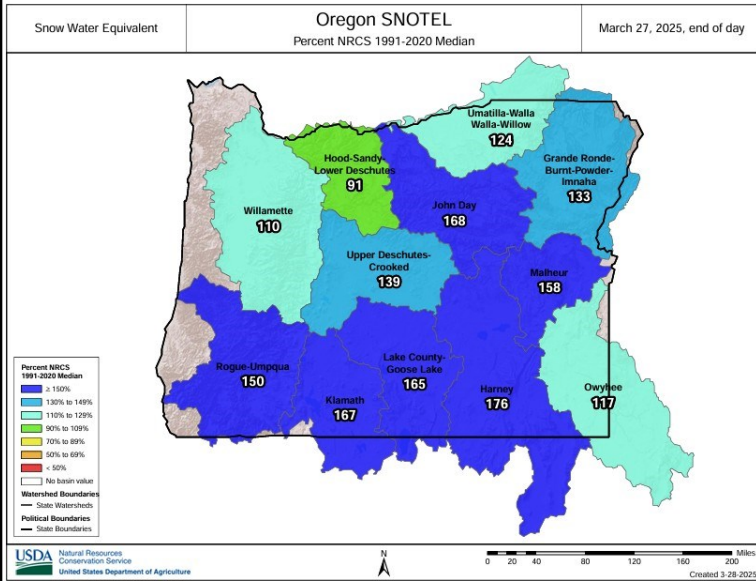 Snow Water Equivalent
Oregon SNOTEL
Percent NRCS 1991-2020 Median
March 27, 2025, end of day
Umatilla-Walla
Walla-Willow
124
Hood-Sandy-
Lower Deschutes
91
Grande Ronde-
Burnt-Powder-
Imnaha
133
John Day
168
Willamette
110
Upper Deschutes-
Crooked
139
Malheur
158
Rogue-Umpqua
150
Lake County-
Goose Lake
165
Klamath
167
Harney
176
Owyhee
117
Percent NRCS
1991-2020 Median
≥ 150%
130% to 149%
110% to 129%
90% to 109%
70% to 89%
50% to 69%
< 50%
No basin value
Watershed Boundaries
State Watersheds
Political Boundaries
State Boundaries
USDA
Natural Resources
Conservation Service
United States Department of Agriculture
N
Miles
0 20 40 80 120 160 200
Created 3-28-2025